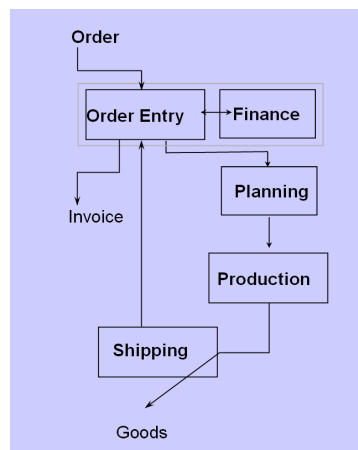 Order
Order Entry
Finance
Planning
Invoice
Production
Shipping
Goods